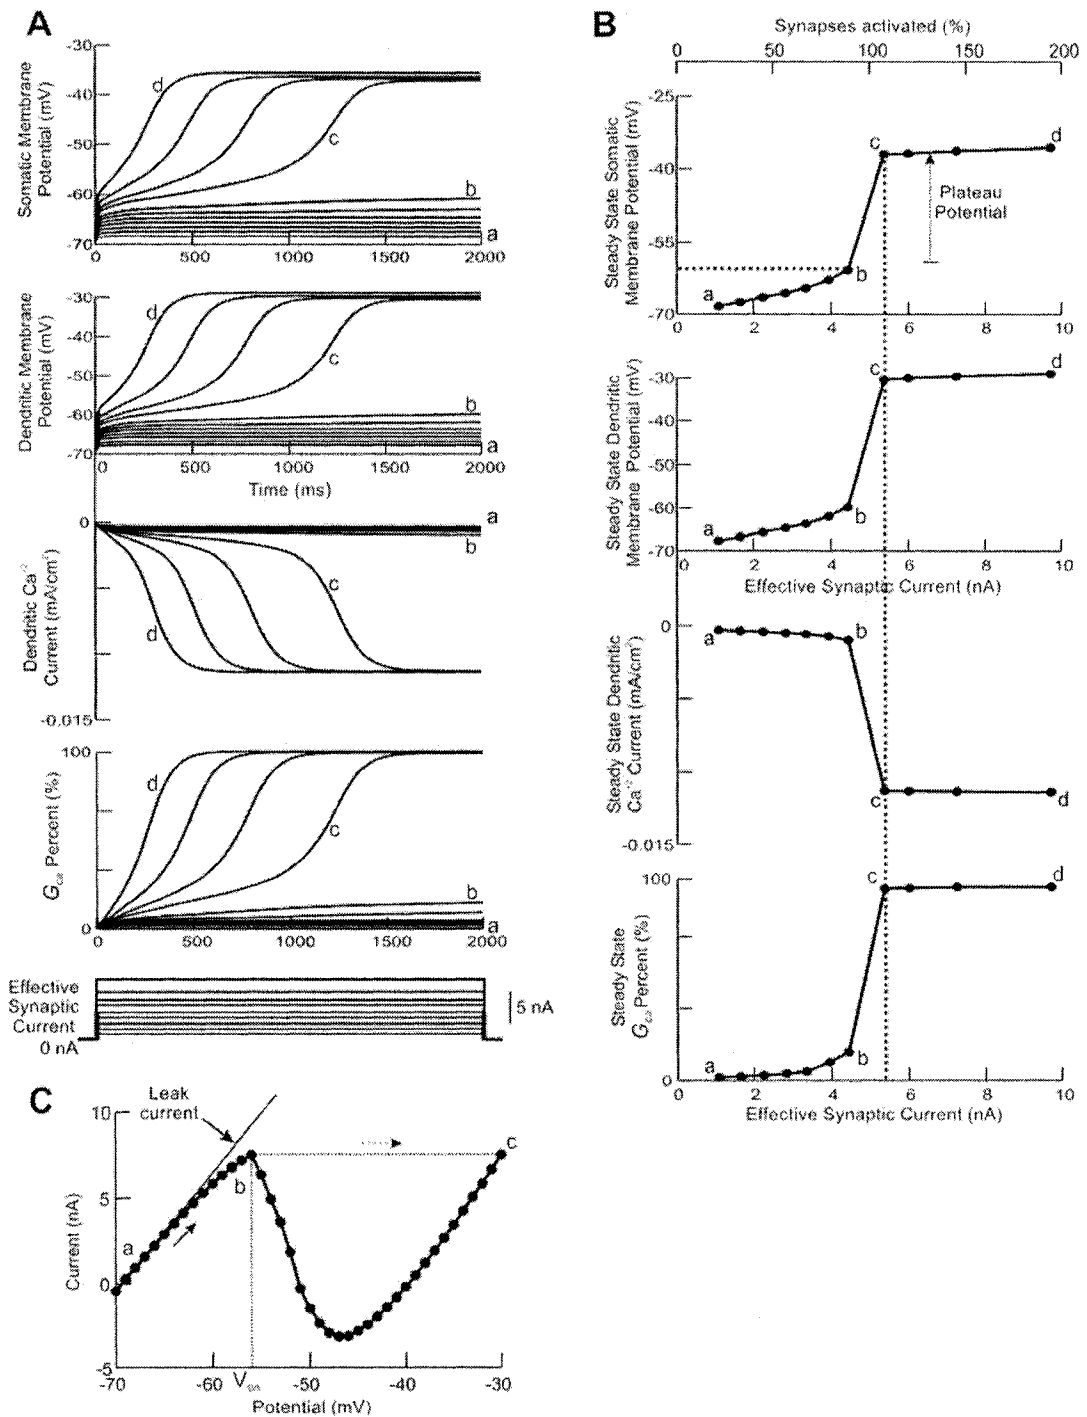 A
Somatic Membrane
Potential (mV)
-30
-40
-50
-60
-70
d
c
b
a
0 500 1000 1500 2000
Dendritic Membrane
Potential (mV)
-30
-40
-50
-60
-70
d
c
b
a
0 500 1000 1500 2000
Time (ms)
Dendritic Ca⁺²
Current (mA/cm²)
0
-0.015
a
b
c
d
G Percent (%)
100
0
d
c
b
a
0 500 1000 1500 2000
Effective
Synaptic
Current
0 nA
5 nA
B
Synapses activated (%)
0 50 100 150 200
Steady State Somatic
Membrane Potential (mV)
-25
-40
-55
-70
a
b
c
d
Plateau
Potential
0 2 4 6 8 10
Steady State Dendritic
Membrane Potential (mV)
-30
-40
-50
-60
-70
a
b
c
d
0 2 4 6 8 10
Effective Synaptic Current (nA)
Steady State Dendritic
Ca⁺² Current (mA/cm²)
0
-0.015
a
b
c
d
Steady State
G Percent (%)
100
0
a
b
c
d
0 2 4 6 8 10
Effective Synaptic Current (nA)
C
Leak
current
Current (nA)
10
5
0
-5
a
b
c
-70 -60 V -50 -40 -30
Potential (mV)